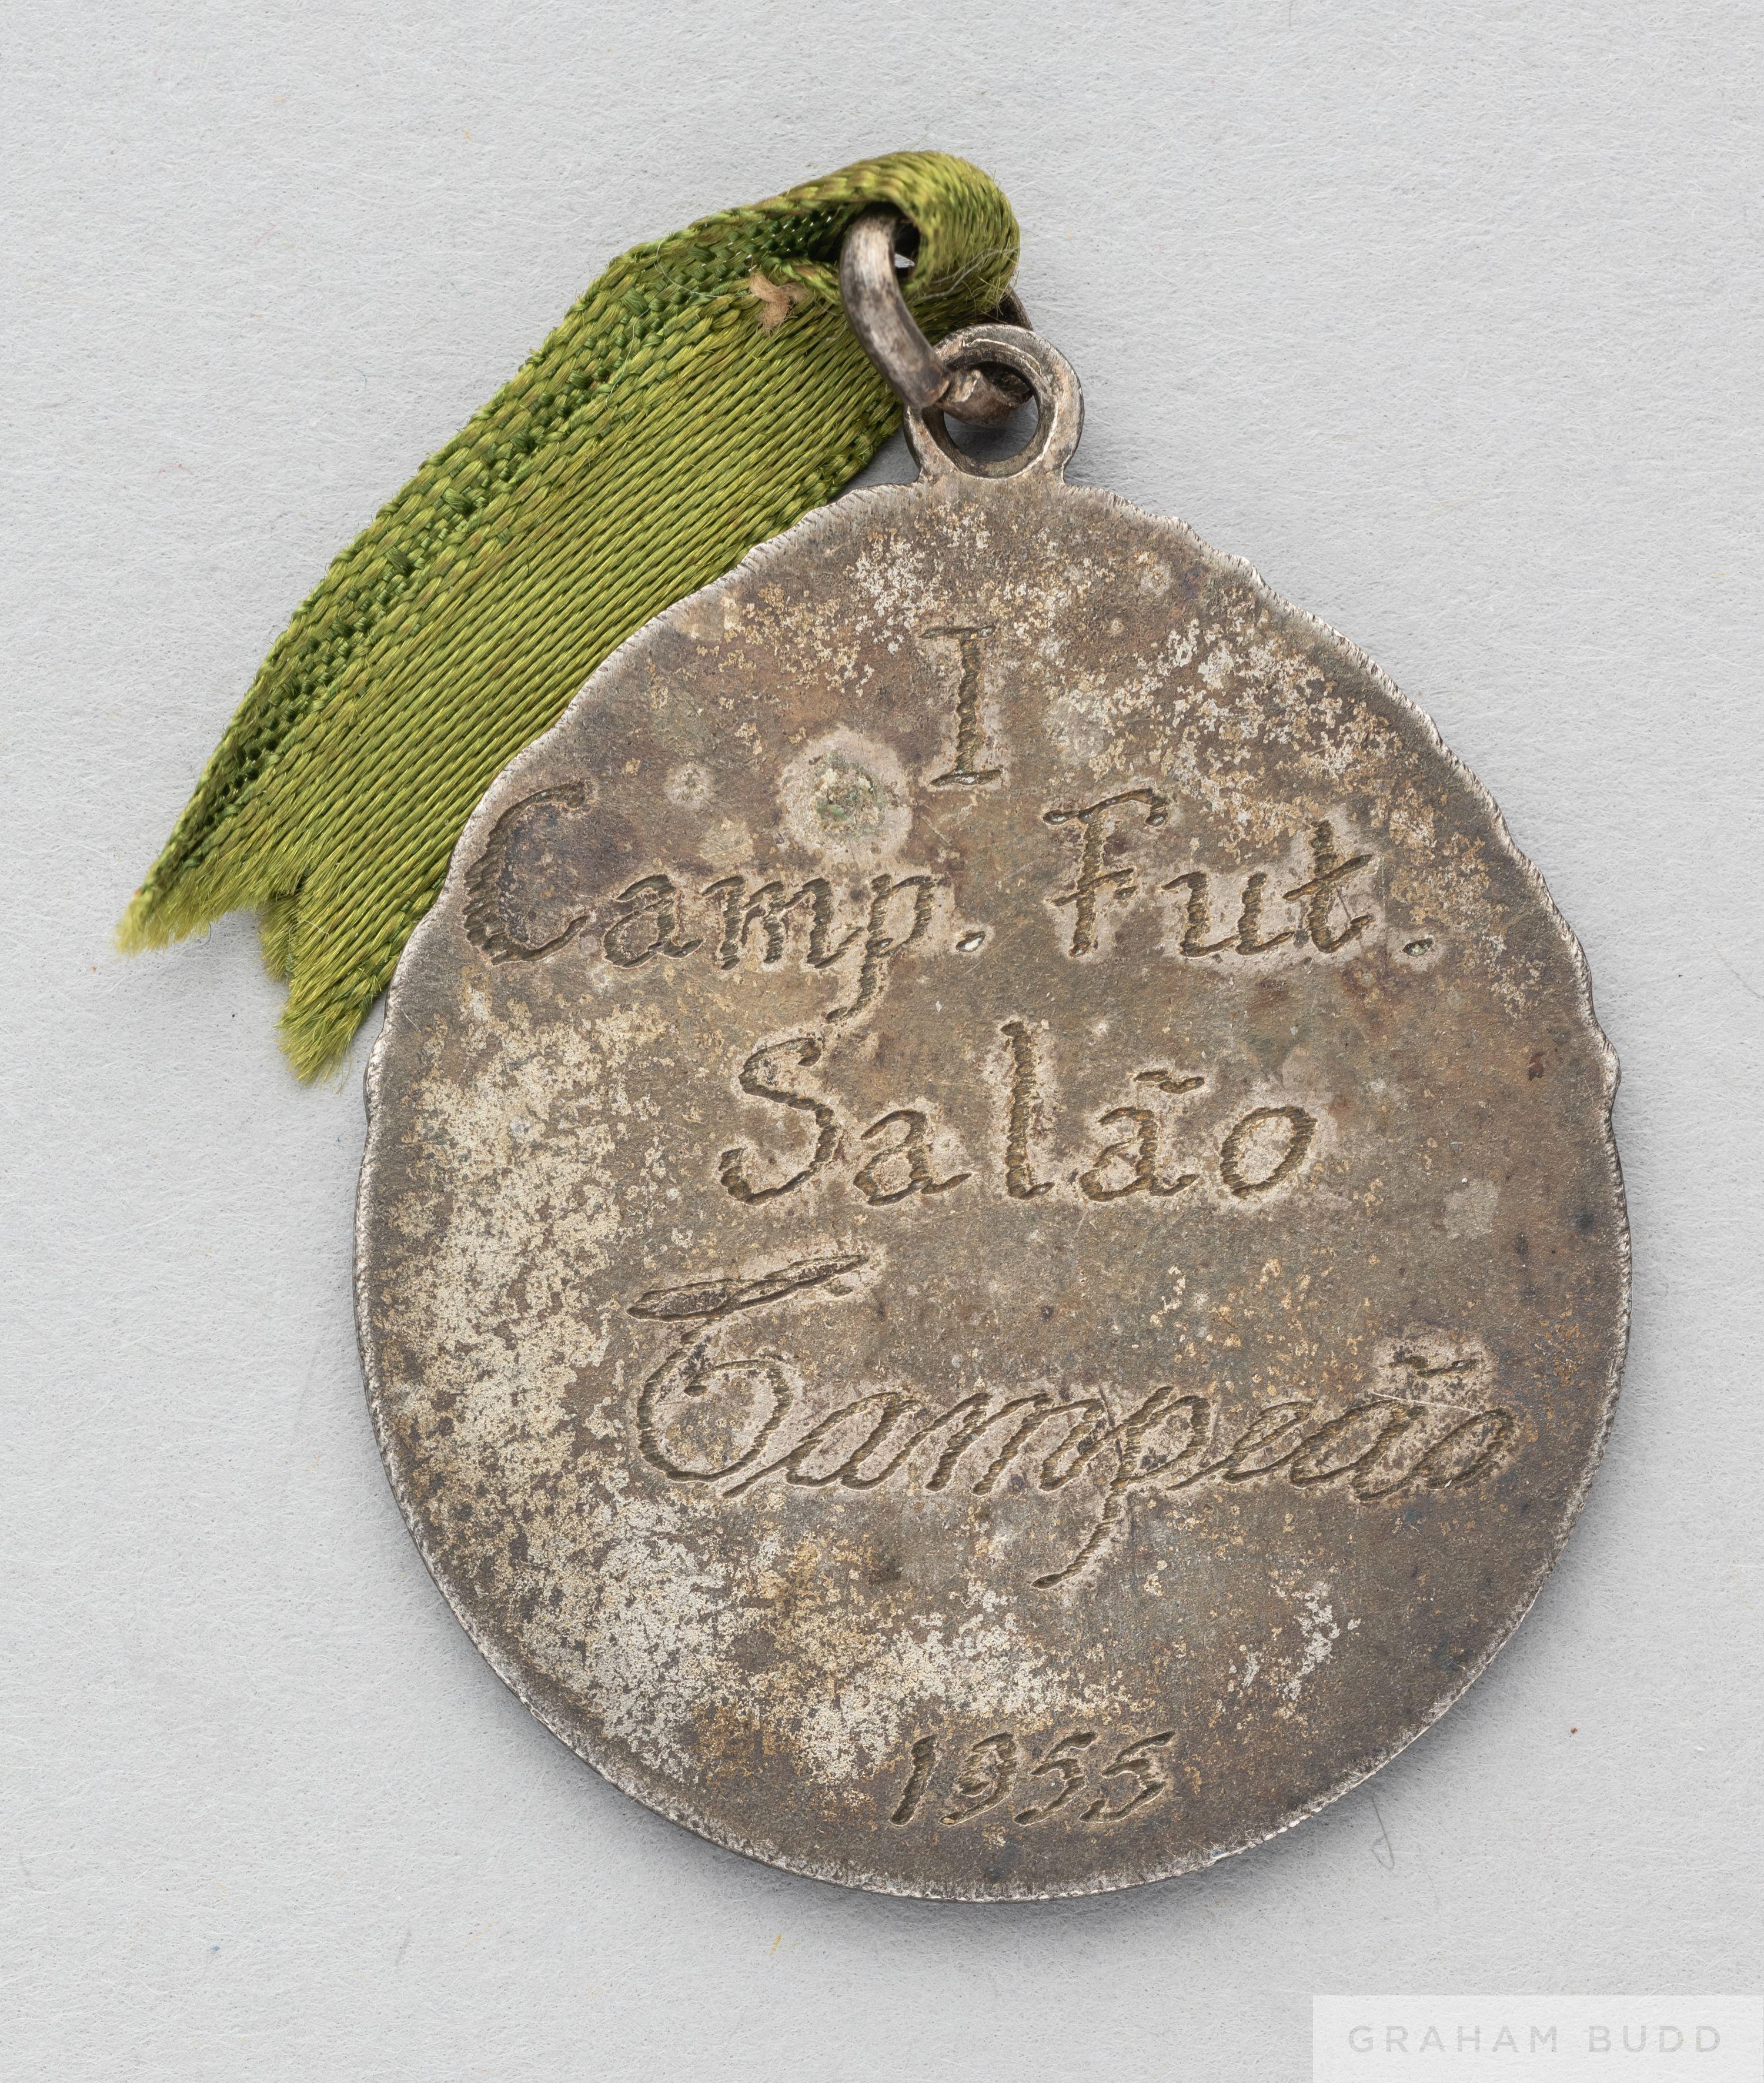 I
Camp. Fut.
Salão
Campeão
1955
GRAHAM BUDD